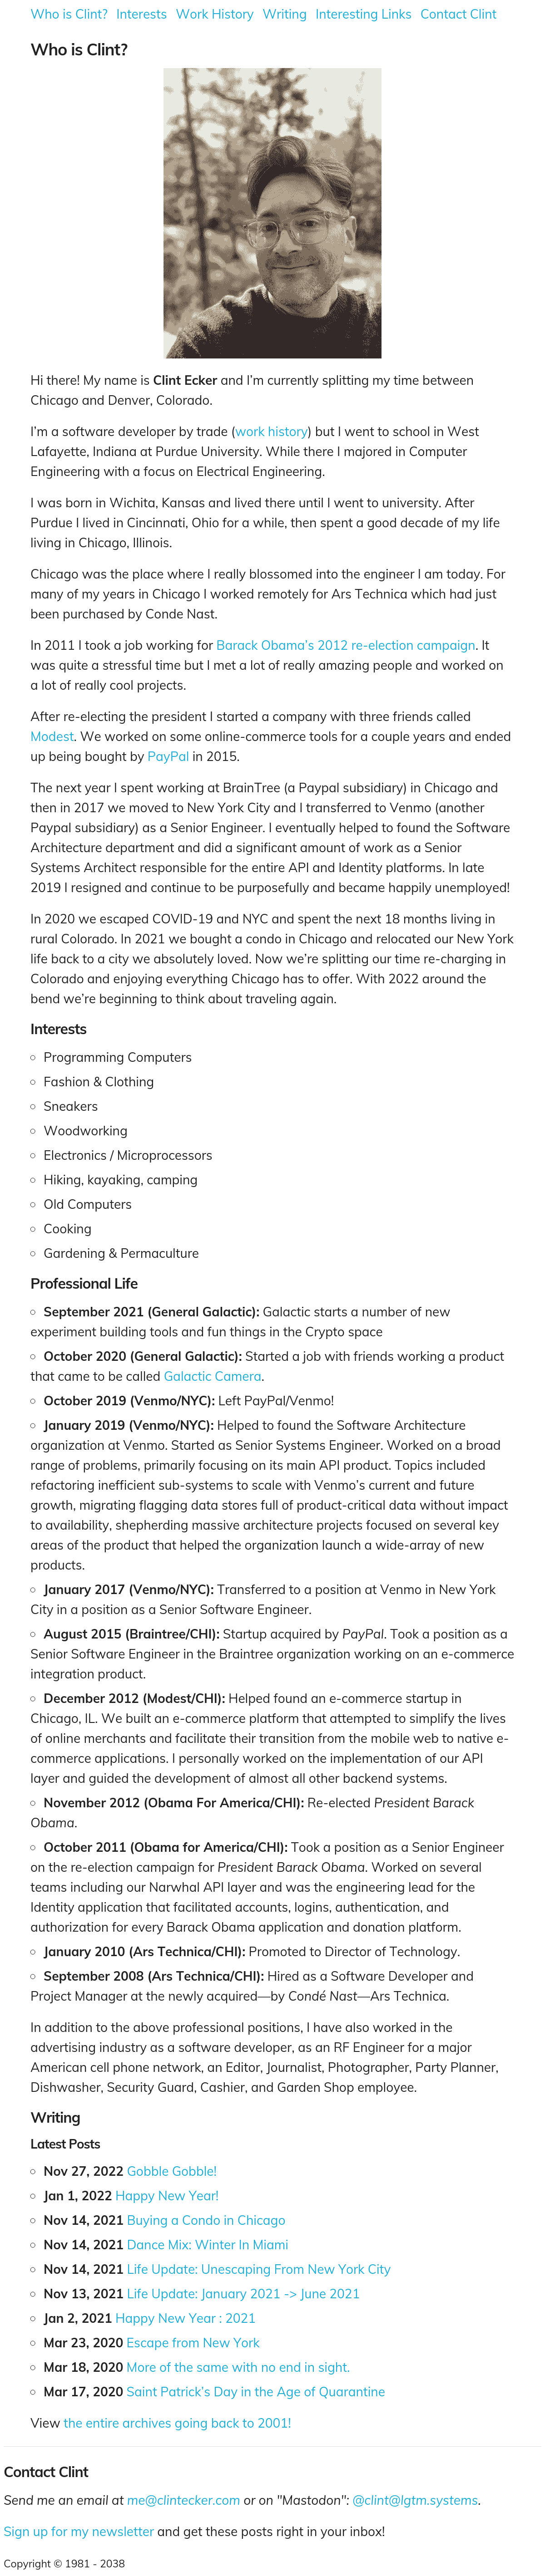 Who is Clint? Interests Work History Writing Interesting Links Contact Clint
Who is Clint?
Hi there! My name is Clint Ecker and I'm currently splitting my time between
Chicago and Denver, Colorado.
I'm a software developer by trade (work history) but I went to school in West
Lafayette, Indiana at Purdue University. While there I majored in Computer
Engineering with a focus on Electrical Engineering.
I was born in Wichita, Kansas and lived there until I went to university. After
Purdue I lived in Cincinnati, Ohio for a while, then spent a good decade of my life
living in Chicago, Illinois.
Chicago was the place where I really blossomed into the engineer I am today. For
many of my years in Chicago I worked remotely for Ars Technica which had just
been purchased by Conde Nast.
In 2011 I took a job working for Barack Obama's 2012 re-election campaign. It
was quite a stressful time but I met a lot of really amazing people and worked on
a lot of really cool projects.
After re-electing the president I started a company with three friends called
Modest. We worked on some online-commerce tools for a couple years and ended
up being bought by PayPal in 2015.
The next year I spent working at BrainTree (a Paypal subsidiary) in Chicago and
then in 2017 we moved to New York City and I transferred to Venmo (another
Paypal subsidiary) as a Senior Engineer. I eventually helped to found the Software
Architecture department and did a significant amount of work as a Senior
Systems Architect responsible for the entire API and Identity platforms. In late
2019 I resigned and continue to be purposefully and became happily unemployed!
In 2020 we escaped COVID-19 and NYC and spent the next 18 months living in
rural Colorado. In 2021 we bought a condo in Chicago and relocated our New York
life back to a city we absolutely loved. Now we're splitting our time re-charging in
Colorado and enjoying everything Chicago has to offer. With 2022 around the
bend we're beginning to think about traveling again.
Interests
Programming Computers
Fashion & Clothing
Sneakers
Woodworking
Electronics / Microprocessors
Hiking, kayaking, camping
Old Computers
Cooking
Gardening & Permaculture
Professional Life
September 2021 (General Galactic): Galactic starts a number of new
experiment building tools and fun things in the Crypto space
October 2020 (General Galactic): Started a job with friends working a product
that came to be called Galactic Camera.
October 2019 (Venmo/NYC): Left PayPal/Venmo!
January 2019 (Venmo/NYC): Helped to found the Software Architecture
organization at Venmo. Started as Senior Systems Engineer. Worked on a broad
range of problems, primarily focusing on its main API product. Topics included
refactoring inefficient sub-systems to scale with Venmo's current and future
growth, migrating flagging data stores full of product-critical data without impact
to availability, shepherding massive architecture projects focused on several key
areas of the product that helped the organization launch a wide-array of new
products.
January 2017 (Venmo/NYC): Transferred to a position at Venmo in New York
City in a position as a Senior Software Engineer.
August 2015 (Braintree/CHI): Startup acquired by PayPal. Took a position as a
Senior Software Engineer in the Braintree organization working on an e-commerce
integration product.
December 2012 (Modest/CHI): Helped found an e-commerce startup in
Chicago, IL. We built an e-commerce platform that attempted to simplify the lives
of online merchants and facilitate their transition from the mobile web to native e-
commerce applications. I personally worked on the implementation of our API
layer and guided the development of almost all other backend systems.
November 2012 (Obama For America/CHI): Re-elected President Barack
Obama.
October 2011 (Obama for America/CHI): Took a position as a Senior Engineer
on the re-election campaign for President Barack Obama. Worked on several
teams including our Narwhal API layer and was the engineering lead for the
Identity application that facilitated accounts, logins, authentication, and
authorization for every Barack Obama application and donation platform.
January 2010 (Ars Technica/CHI): Promoted to Director of Technology.
September 2008 (Ars Technica/CHI): Hired as a Software Developer and
Project Manager at the newly acquired—by Condé Nast—Ars Technica.
In addition to the above professional positions, I have also worked in the
advertising industry as a software developer, as an RF Engineer for a major
American cell phone network, an Editor, Journalist, Photographer, Party Planner,
Dishwasher, Security Guard, Cashier, and Garden Shop employee.
Writing
Latest Posts
Nov 27, 2022 Gobble Gobble!
Jan 1, 2022 Happy New Year!
Nov 14, 2021 Buying a Condo in Chicago
Nov 14, 2021 Dance Mix: Winter In Miami
Nov 14, 2021 Life Update: Unescaping From New York City
Nov 13, 2021 Life Update: January 2021 -> June 2021
Jan 2, 2021 Happy New Year : 2021
Mar 23, 2020 Escape from New York
Mar 18, 2020 More of the same with no end in sight.
Mar 17, 2020 Saint Patrick's Day in the Age of Quarantine
View the entire archives going back to 2001!
Contact Clint
Send me an email at me@clintecker.com or on "Mastodon": @clint@lgtm.systems.
Sign up for my newsletter and get these posts right in your inbox!
Copyright © 1981 - 2038